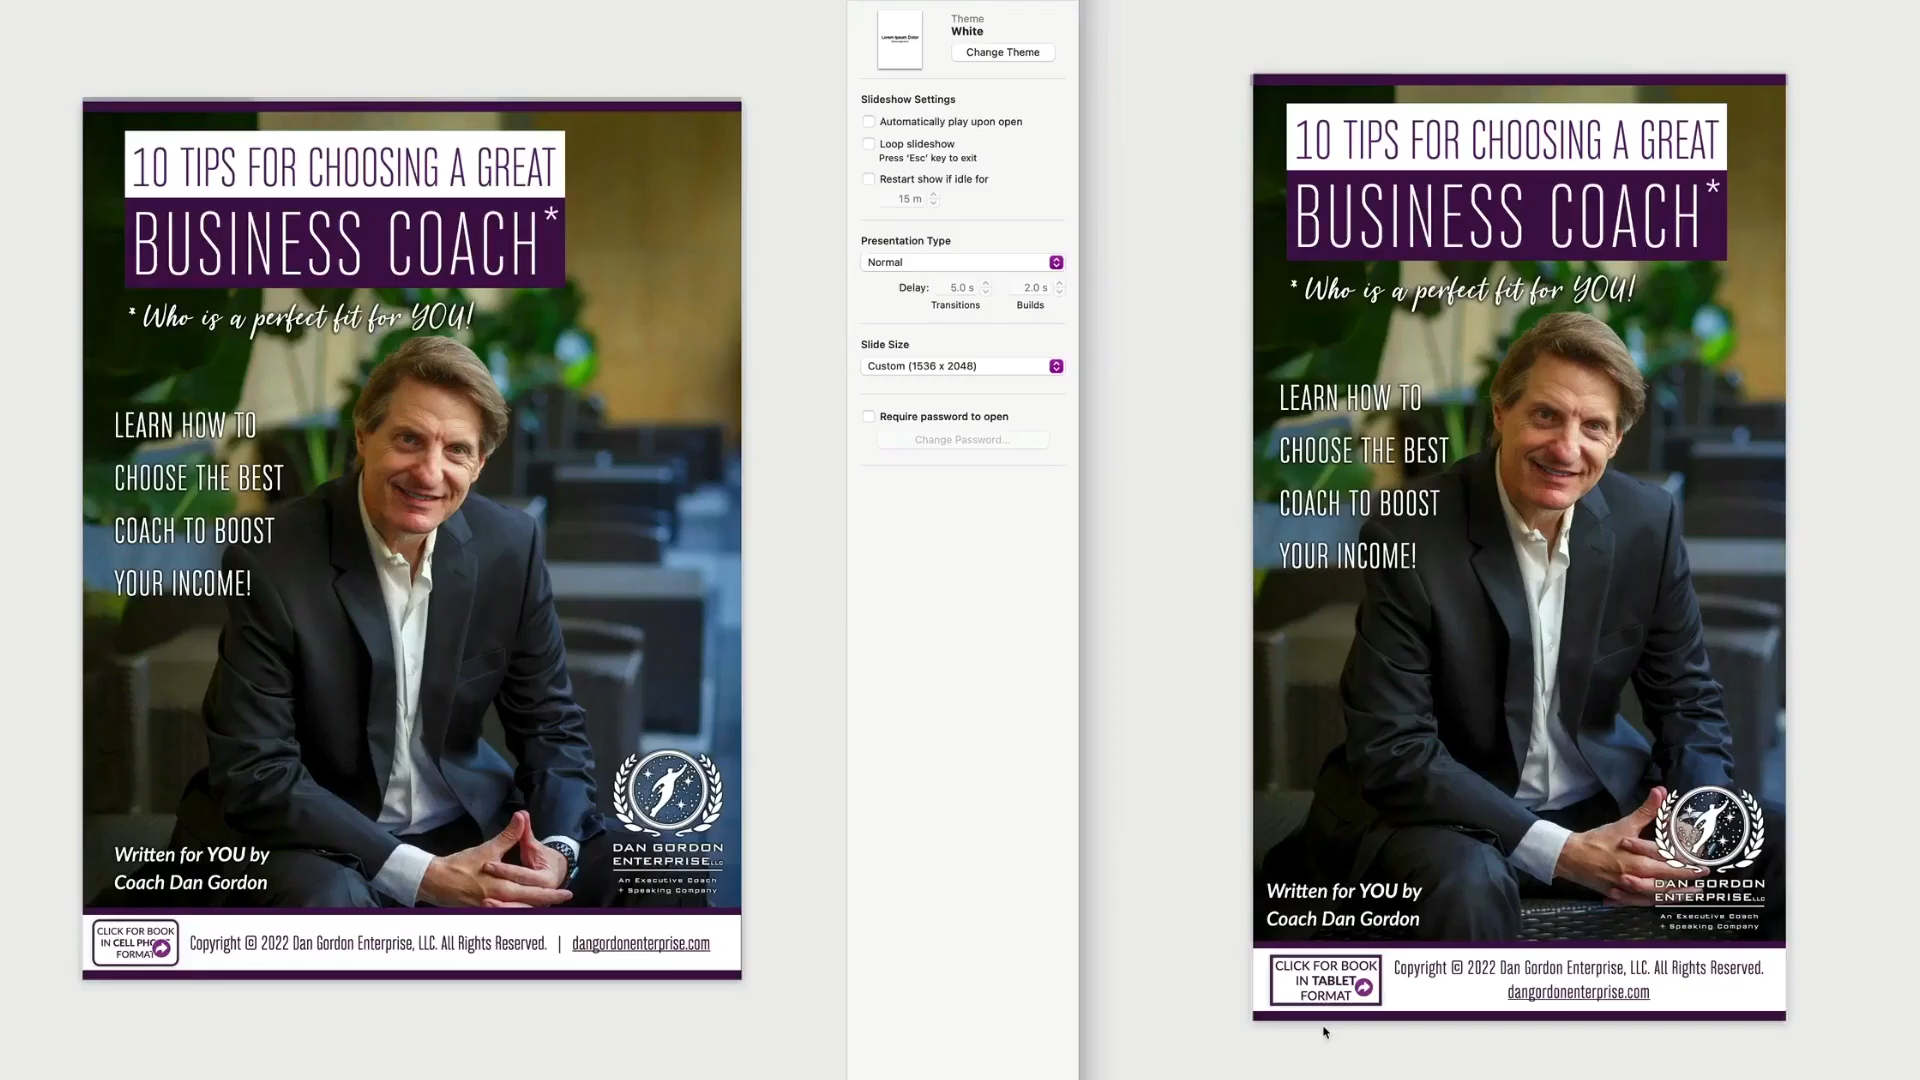 10 TIPS FOR CHOOSING A GREAT
BUSINESS COACH*
* Who is a perfect fit for YOU!
LEARN HOW TO
CHOOSE THE BEST
COACH TO BOOST
YOUR INCOME!
Written for YOU by
Coach Dan Gordon
DAN GORDON
ENTERPRISE LLC
An Executive Coach
+ Speaking Company
CLICK FOR BOOK
IN CELL PHO
FORMAT
Copyright © 2022 Dan Gordon Enterprise, LLC. All Rights Reserved. | dangordonenterprise.com
Lorem Ipsum Dolor
Theme
White
Change Theme
Slideshow Settings
Automatically play upon open
Loop slideshow
Press ‘Esc’ key to exit
Restart show if idle for
15 m
Presentation Type
Normal
Delay: 5.0 s 2.0 s
Transitions Builds
Slide Size
Custom (1536 x 2048)
Require password to open
Change Password...
10 TIPS FOR CHOOSING A GREAT
BUSINESS COACH*
* Who is a perfect fit for YOU!
LEARN HOW TO
CHOOSE THE BEST
COACH TO BOOST
YOUR INCOME!
Written for YOU by
Coach Dan Gordon
DAN GORDON
ENTERPRISE LLC
An Executive Coach
+ Speaking Company
CLICK FOR BOOK
IN TABLET
FORMAT
Copyright © 2022 Dan Gordon Enterprise, LLC. All Rights Reserved.
dangordonenterprise.com